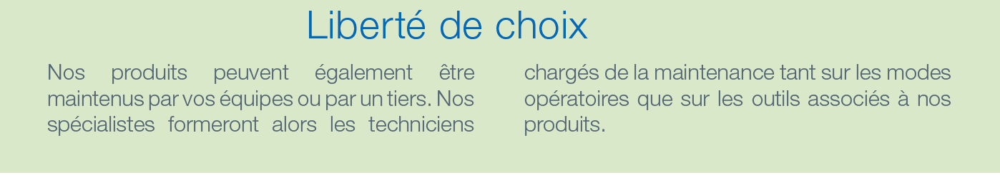 Liberté de choix
Nos produits peuvent également être
maintenus par vos équipes ou par un tiers. Nos
spécialistes formeront alors les techniciens
chargés de la maintenance tant sur les modes
opératoires que sur les outils associés à nos
produits.